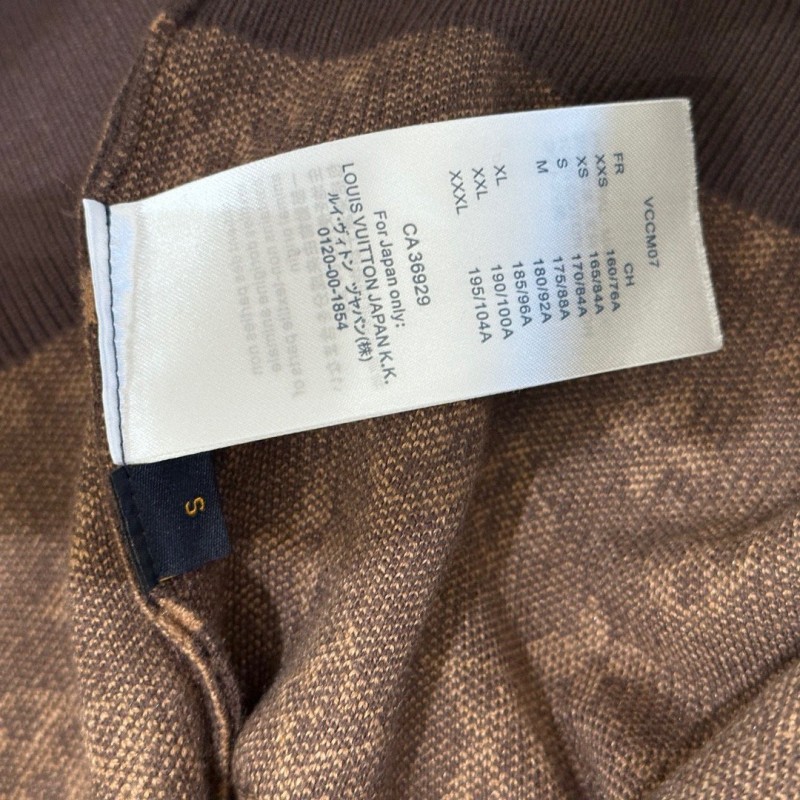 VCCM07
FR CH
XXS 160/76A
XS 165/84A
S 170/84A
M 175/88A
180/92A
XL 185/96A
XXL 190/100A
XXXL 195/104A
CA 36929
For Japan only:
LOUIS VUITTON JAPAN K.K.
ルイ・ヴィトン ジャパン(株)
0120-00-1854
S